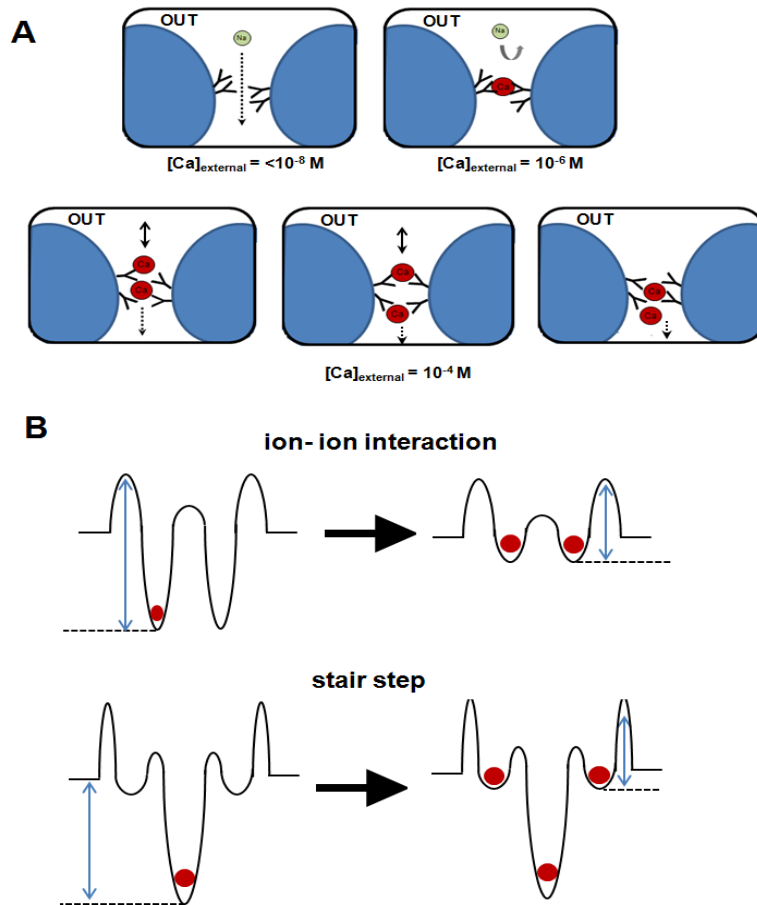 A
OUT
Na
OUT
Na
Ca
[Ca]external = <10-8 M
[Ca]external = 10-6 M
OUT
Ca
Ca
OUT
Ca
Ca
OUT
Ca
Ca
[Ca]external = 10-4 M
B
ion- ion interaction
stair step